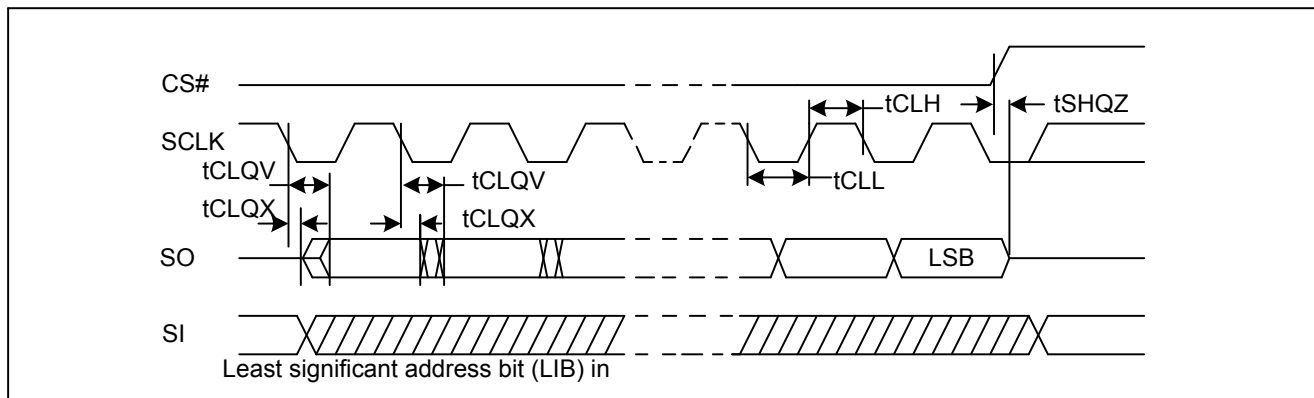 CS#
tCLH
tSHQZ
SCLK
tCLQV
tCLQV
tCLL
tCLQX
tCLQX
SO
LSB
SI
Least significant address bit (LIB) in